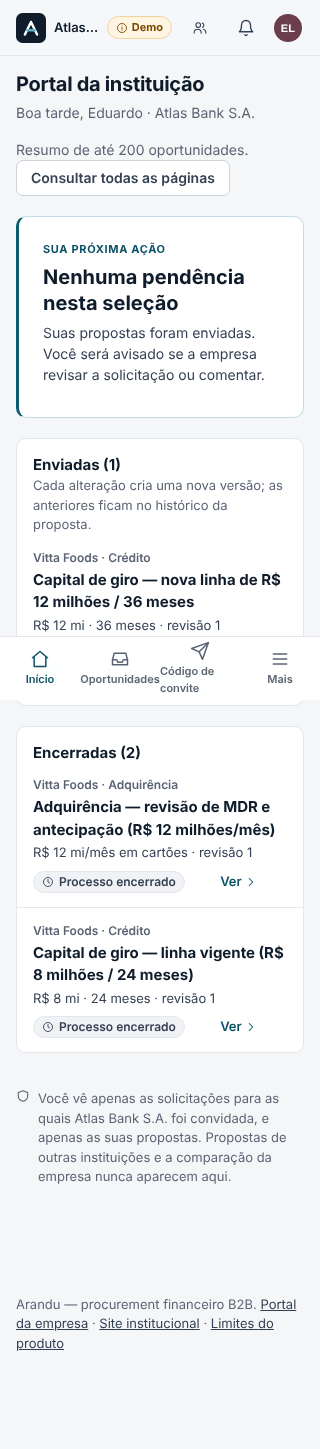 Atlas...
Demo
EL
Portal da instituição
Boa tarde, Eduardo · Atlas Bank S.A.
Resumo de até 200 oportunidades.
Consultar todas as páginas
SUA PRÓXIMA AÇÃO
Nenhuma pendência
nesta seleção
Suas propostas foram enviadas.
Você será avisado se a empresa
revisar a solicitação ou comentar.
Enviadas (1)
Cada alteração cria uma nova versão; as
anteriores ficam no histórico da
proposta.
Vitta Foods · Crédito
Capital de giro — nova linha de R$
12 milhões / 36 meses
R$ 12 mi · 36 meses · revisão 1
Início
Oportunidades
Código de
convite
Mais
Encerradas (2)
Vitta Foods · Adquirência
Adquirência — revisão de MDR e
antecipação (R$ 12 milhões/mês)
R$ 12 mi/mês em cartões · revisão 1
Processo encerrado
Ver
Vitta Foods · Crédito
Capital de giro — linha vigente (R$
8 milhões / 24 meses)
R$ 8 mi · 24 meses · revisão 1
Processo encerrado
Ver
Você vê apenas as solicitações para as
quais Atlas Bank S.A. foi convidada, e
apenas as suas propostas. Propostas de
outras instituições e a comparação da
empresa nunca aparecem aqui.
Arandu — procurement financeiro B2B. Portal
da empresa · Site institucional · Limites do
produto